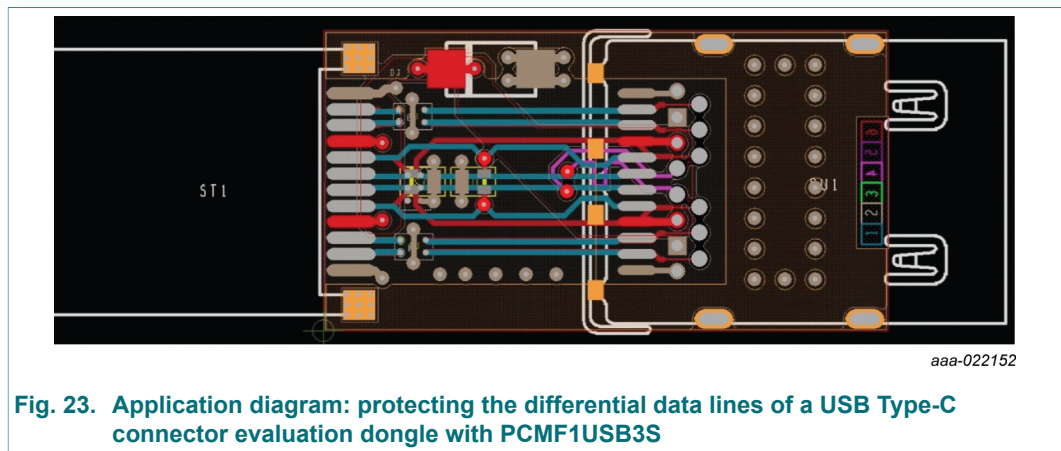 D3
ST1
BU1
1 2 3 4 5 6
aaa-022152
Fig. 23. Application diagram: protecting the differential data lines of a USB Type-C
connector evaluation dongle with PCMF1USB3S